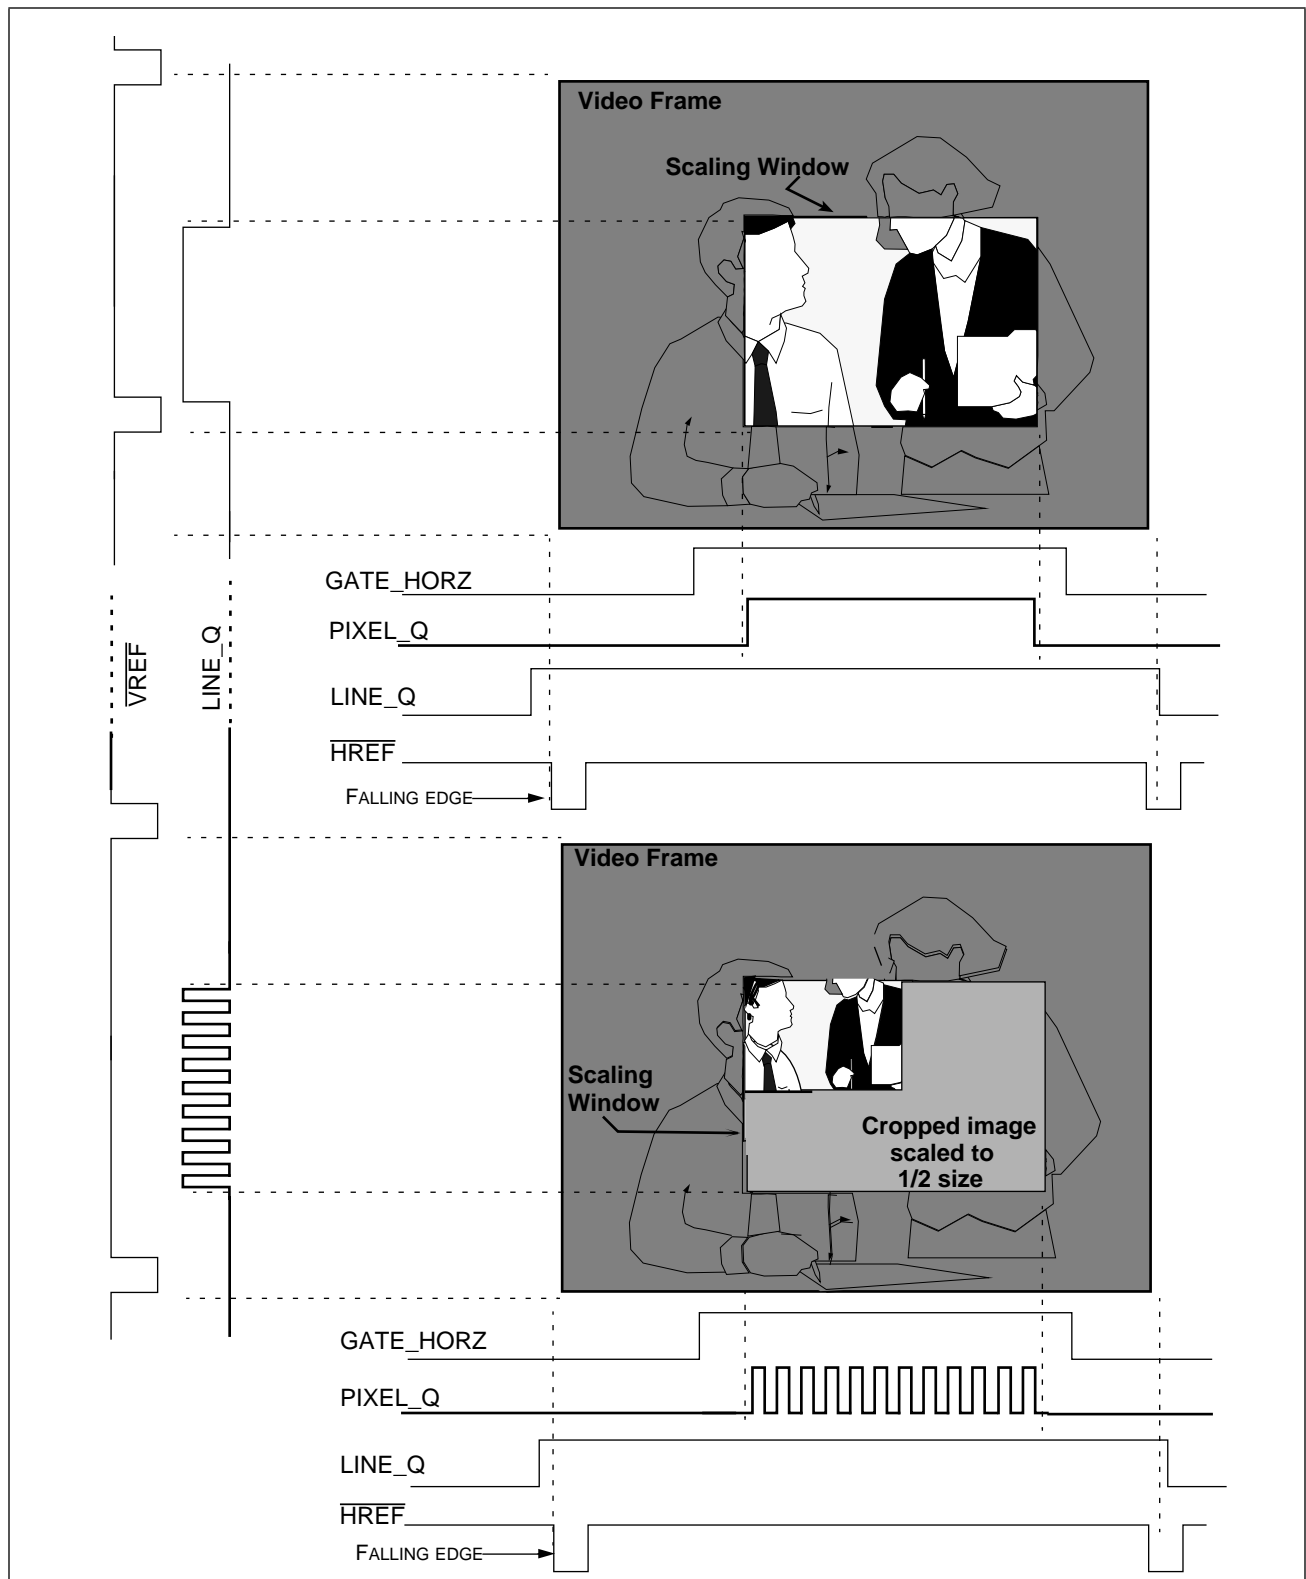 Video Frame
Scaling Window
GATE_HORZ
PIXEL_Q
LINE_Q
HREF
FALLING EDGE
VREF
LINE_Q
Video Frame
Scaling
Window
Cropped image
scaled to
1/2 size
GATE_HORZ
PIXEL_Q
LINE_Q
HREF
FALLING EDGE